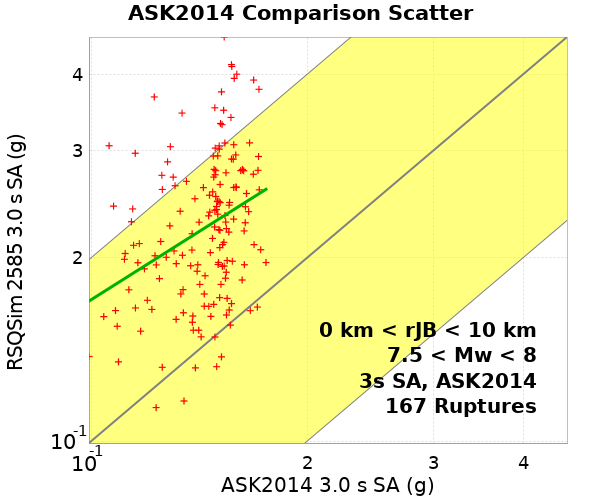 ASK2014 Comparison Scatter
RSQSim 2585 3.0 s SA (g)
4
3
2
10⁻¹
0 km < rJB < 10 km
7.5 < Mw < 8
3s SA, ASK2014
167 Ruptures
10⁻¹ 2 3 4
ASK2014 3.0 s SA (g)